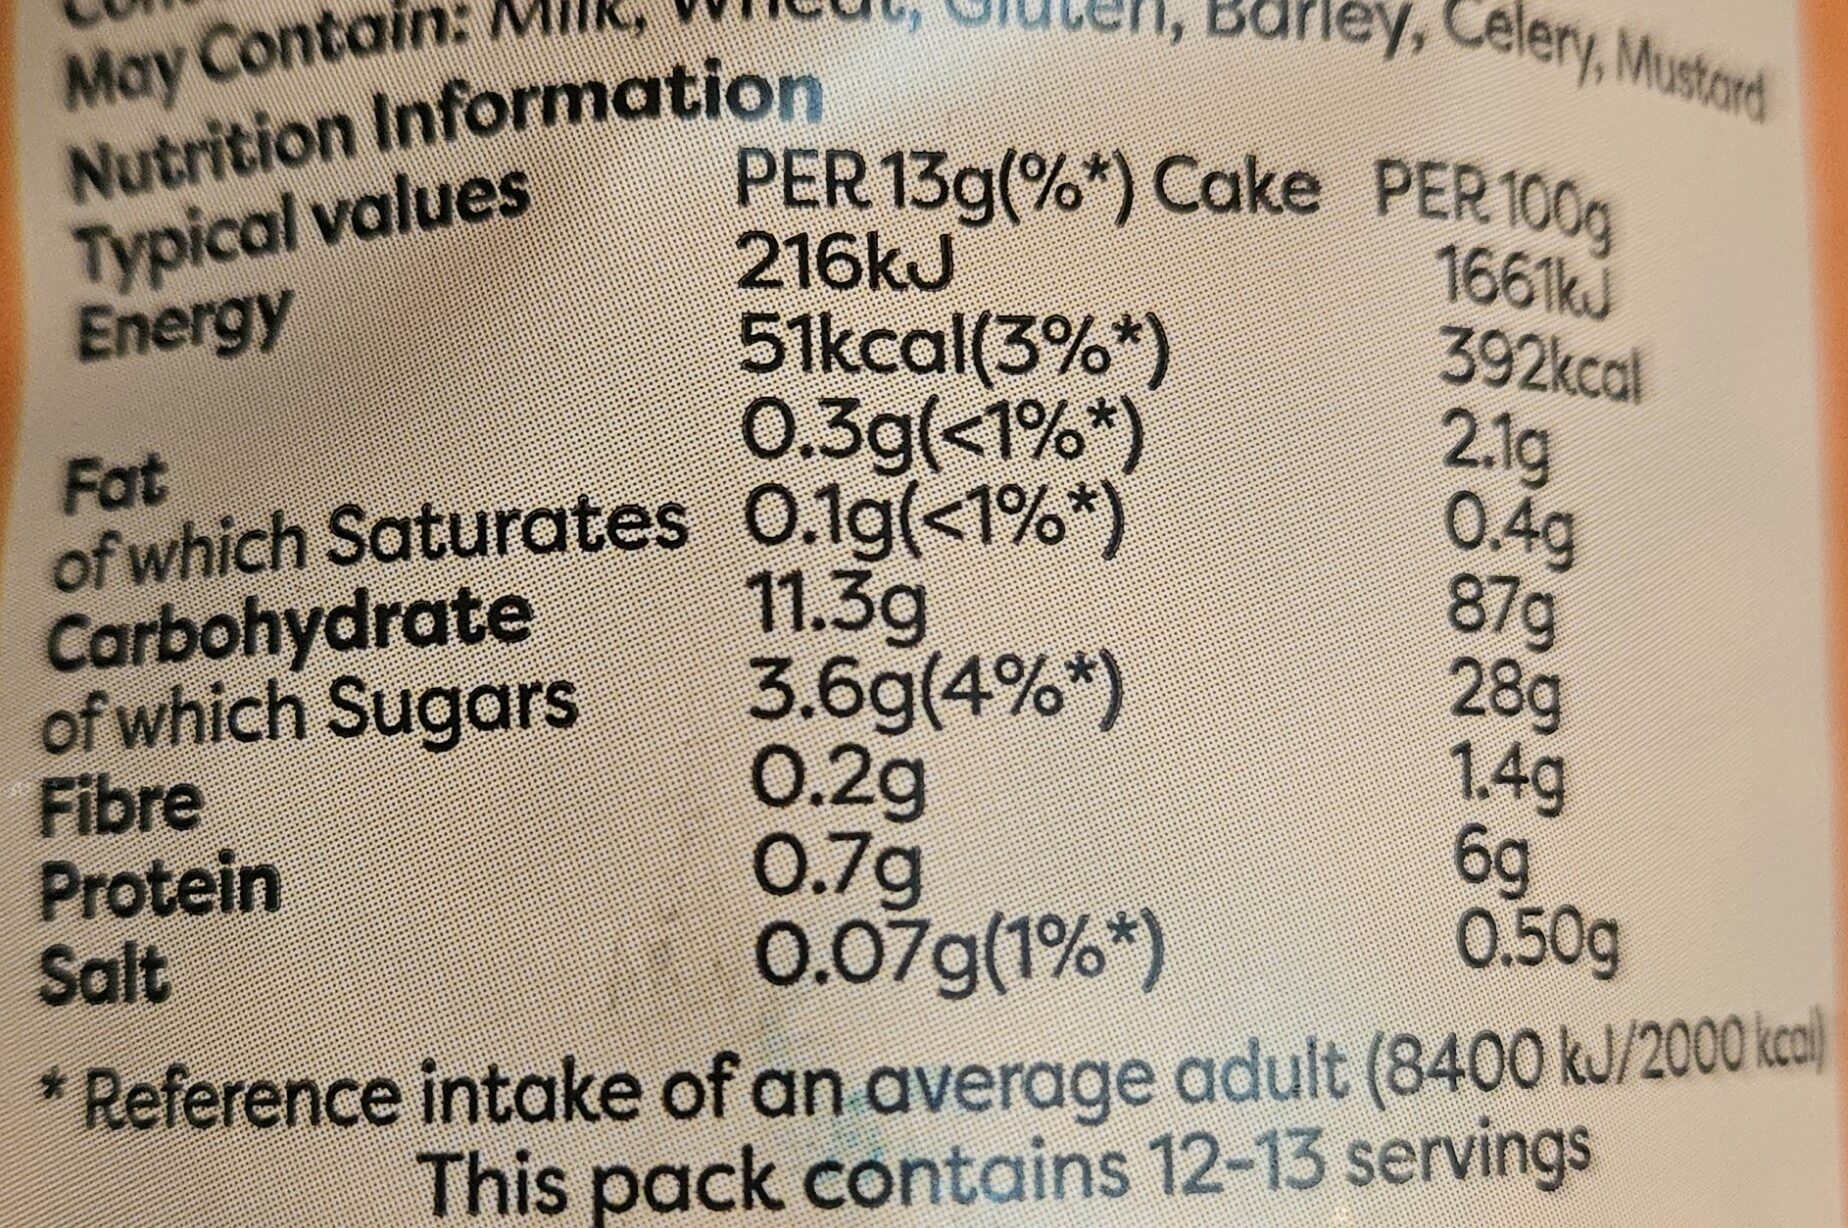 May Contain: Milk, Wheat, Gluten, Barley, Celery, Mustard
Nutrition Information
Typical values PER 13g(%*) Cake PER 100g
Energy 216kJ 1661kJ
51kcal(3%*) 392kcal
Fat 0.3g(<1%*) 2.1g
of which Saturates 0.1g(<1%*) 0.4g
Carbohydrate 11.3g 87g
of which Sugars 3.6g(4%*) 28g
Fibre 0.2g 1.4g
Protein 0.7g 6g
Salt 0.07g(1%*) 0.50g
* Reference intake of an average adult (8400 kJ/2000 kcal)
This pack contains 12-13 servings